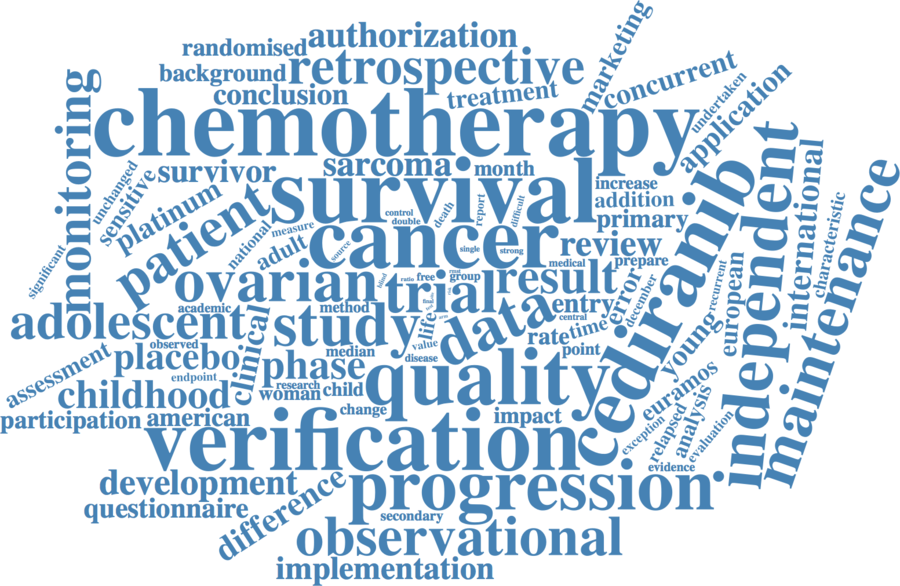 marketing
authorization
randomised
retrospective
background
concurrent
conclusion
treatment
undertaken
application
chemotherapy
monitoring
sarcoma
month
survivor
unchanged
sensitive
survival
increase
addition
independent
international
maintenance
platinum
patient
control
double
death
report
difficult
primary
characteristic
national
measure
adult
source
cancer
single
strong
review
cediranib
significant
medical
prepare
ovarian
blind
ratio
free
rmst
group
result
error
december
recurrent
european
academic
method
trial
final
entry
central
adolescent
study
life
data
rate
time
young
observed
clinical
median
value
disease
point
placebo
phase
assessment
endpoint
research
woman
child
quality
euramos
childhood
change
impact
relapsed
analysis
participation
american
exception
evaluation
verification
evidence
development
progression
questionnaire
difference
secondary
observational
implementation